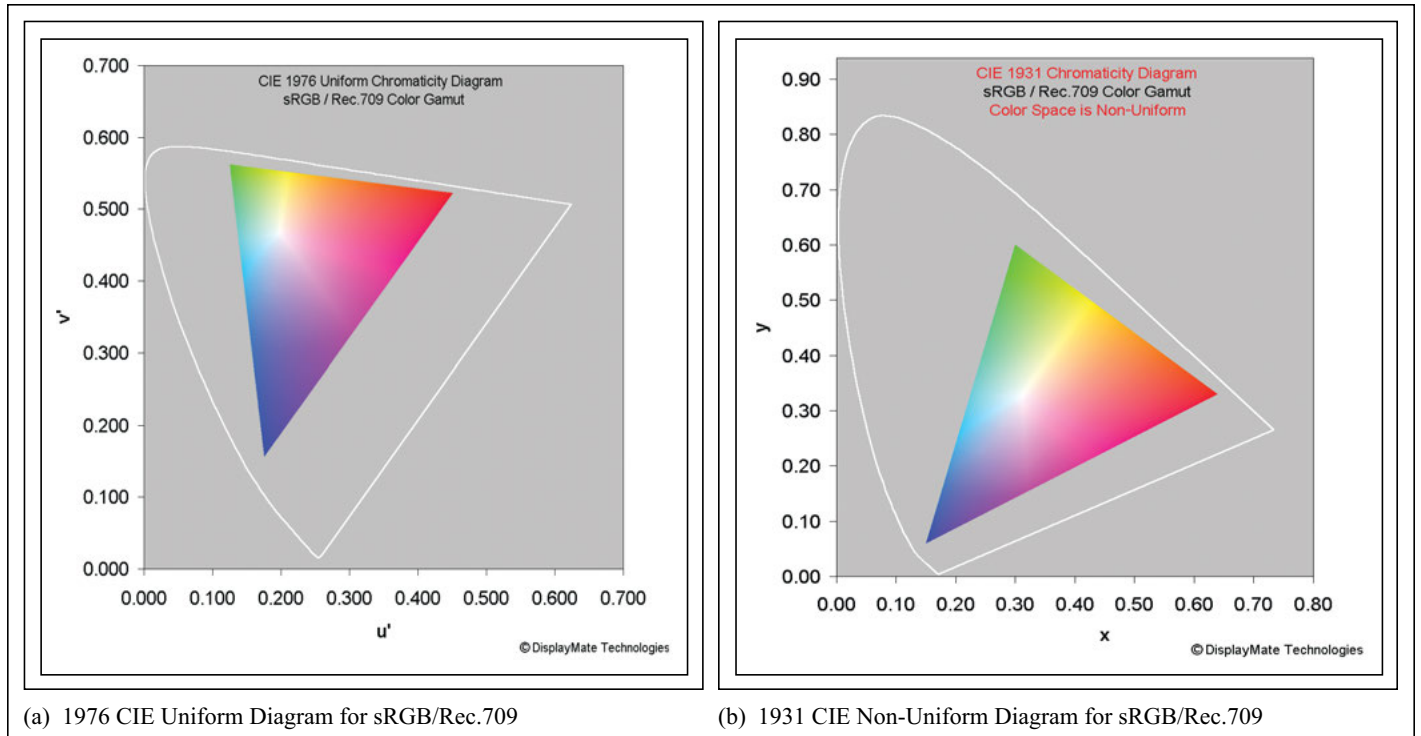 CIE 1976 Uniform Chromaticity Diagram
sRGB / Rec.709 Color Gamut
0.700
0.600
0.500
0.400
0.300
0.200
0.100
0.000
v'
0.000 0.100 0.200 0.300 0.400 0.500 0.600 0.700
u'
© DisplayMate Technologies
(a) 1976 CIE Uniform Diagram for sRGB/Rec.709
CIE 1931 Chromaticity Diagram
sRGB / Rec.709 Color Gamut
Color Space is Non-Uniform
0.90
0.80
0.70
0.60
0.50
0.40
0.30
0.20
0.10
0.00
y
0.00 0.10 0.20 0.30 0.40 0.50 0.60 0.70 0.80
x
© DisplayMate Technologies
(b) 1931 CIE Non-Uniform Diagram for sRGB/Rec.709